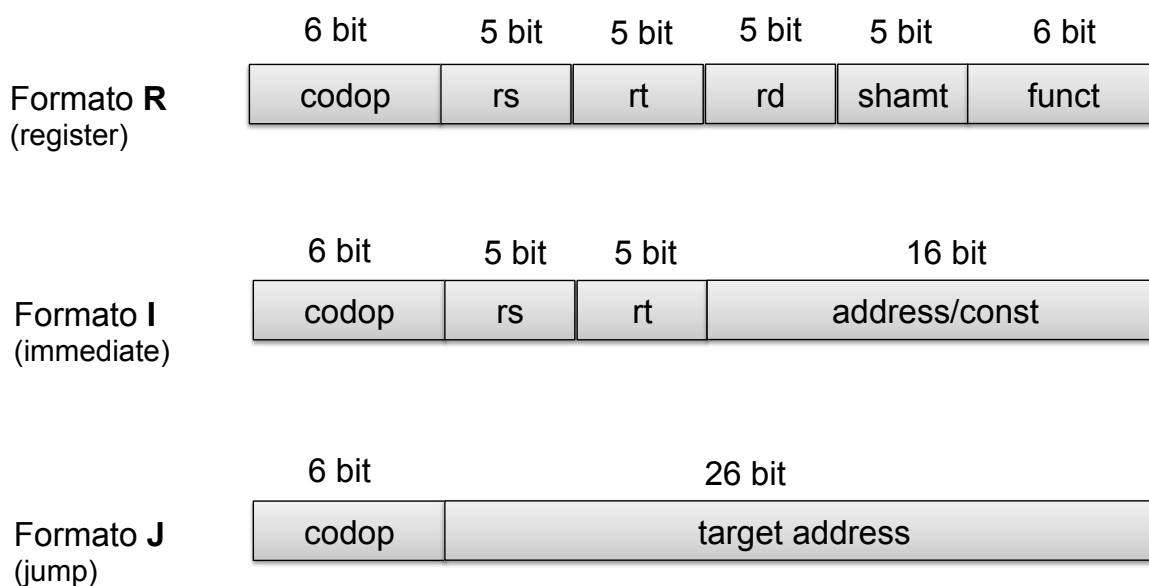 6 bit 5 bit 5 bit 5 bit 5 bit 6 bit
Formato R
(register)
codop rs rt rd shamt funct
6 bit 5 bit 5 bit 16 bit
Formato I
(immediate)
codop rs rt address/const
6 bit 26 bit
Formato J
(jump)
codop target address